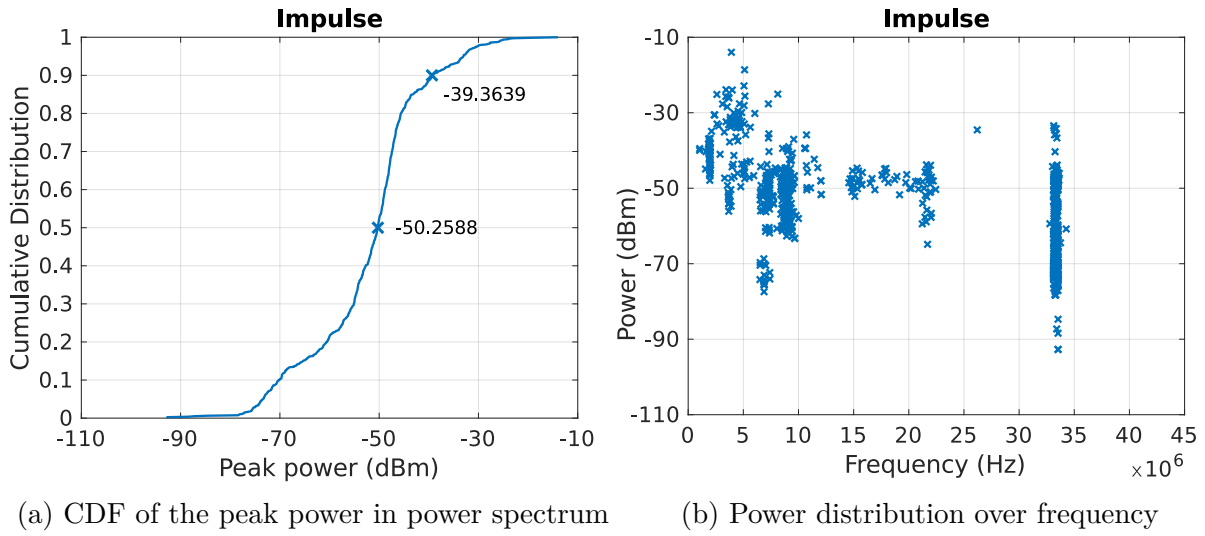 Impulse
1
0.9
0.8
0.7
0.6
0.5
0.4
0.3
0.2
0.1
0
-39.3639
-50.2588
Cumulative Distribution
-110 -90 -70 -50 -30 -10
Peak power (dBm)
(a) CDF of the peak power in power spectrum
Impulse
-10
-30
-50
-70
-90
-110
Power (dBm)
0 5 10 15 20 25 30 35 40 45
Frequency (Hz) ×10^6
(b) Power distribution over frequency